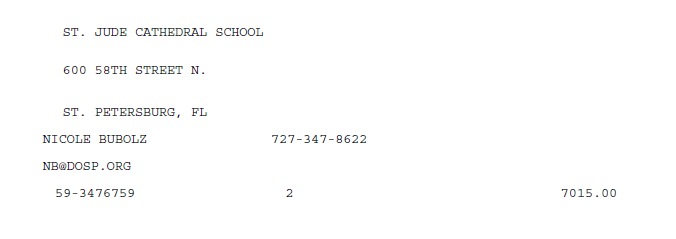 ST. JUDE CATHEDRAL SCHOOL
600 58TH STREET N.
ST. PETERSBURG, FL
NICOLE BUBOLZ 727-347-8622
NB@DOSP.ORG
59-3476759 2 7015.00